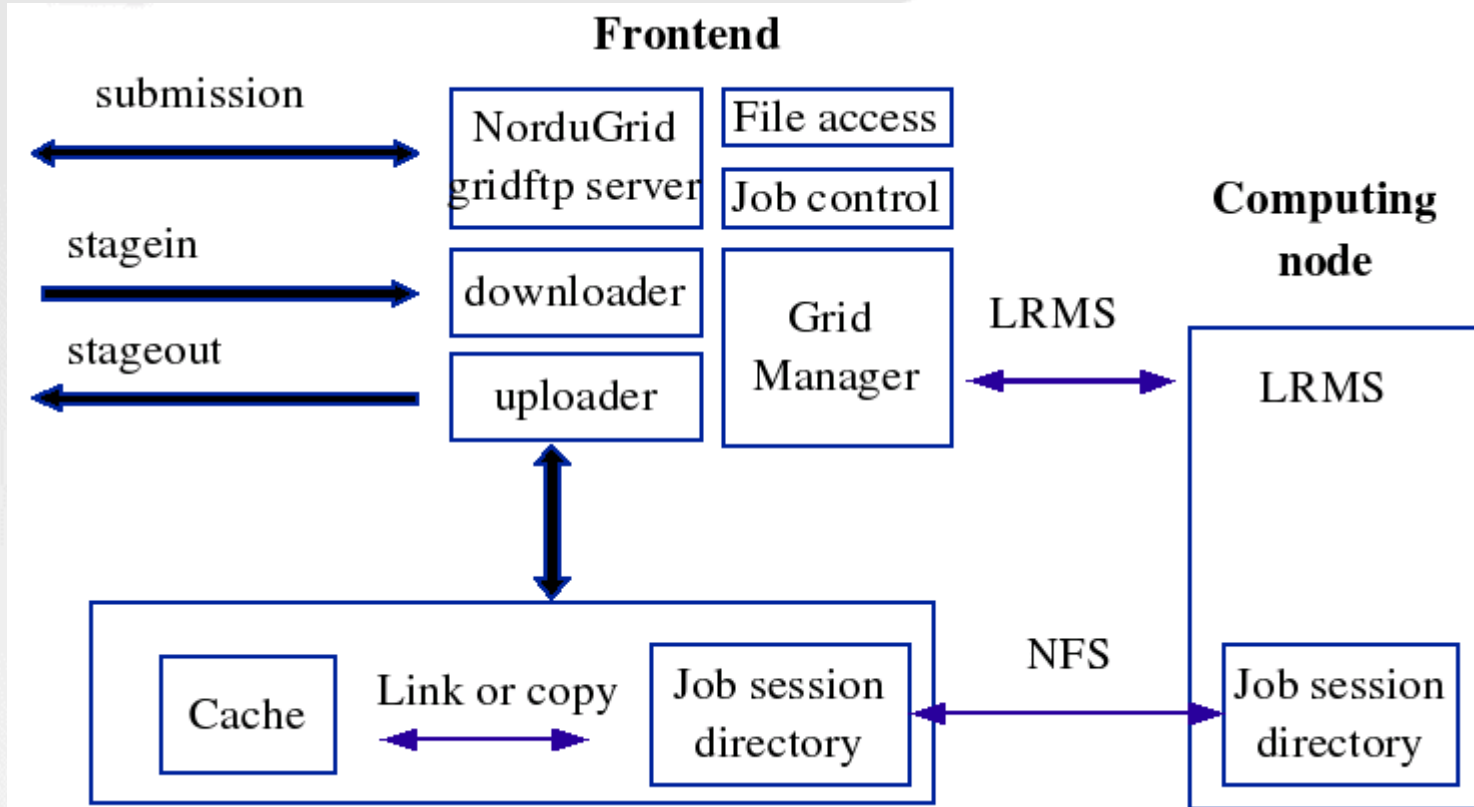 Frontend
submission
NorduGrid
gridftp server
File access
Job control
stagein
downloader
stageout
uploader
Grid
Manager
LRMS
Computing
node
LRMS
Cache
Link or copy
Job session
directory
NFS
Job session
directory